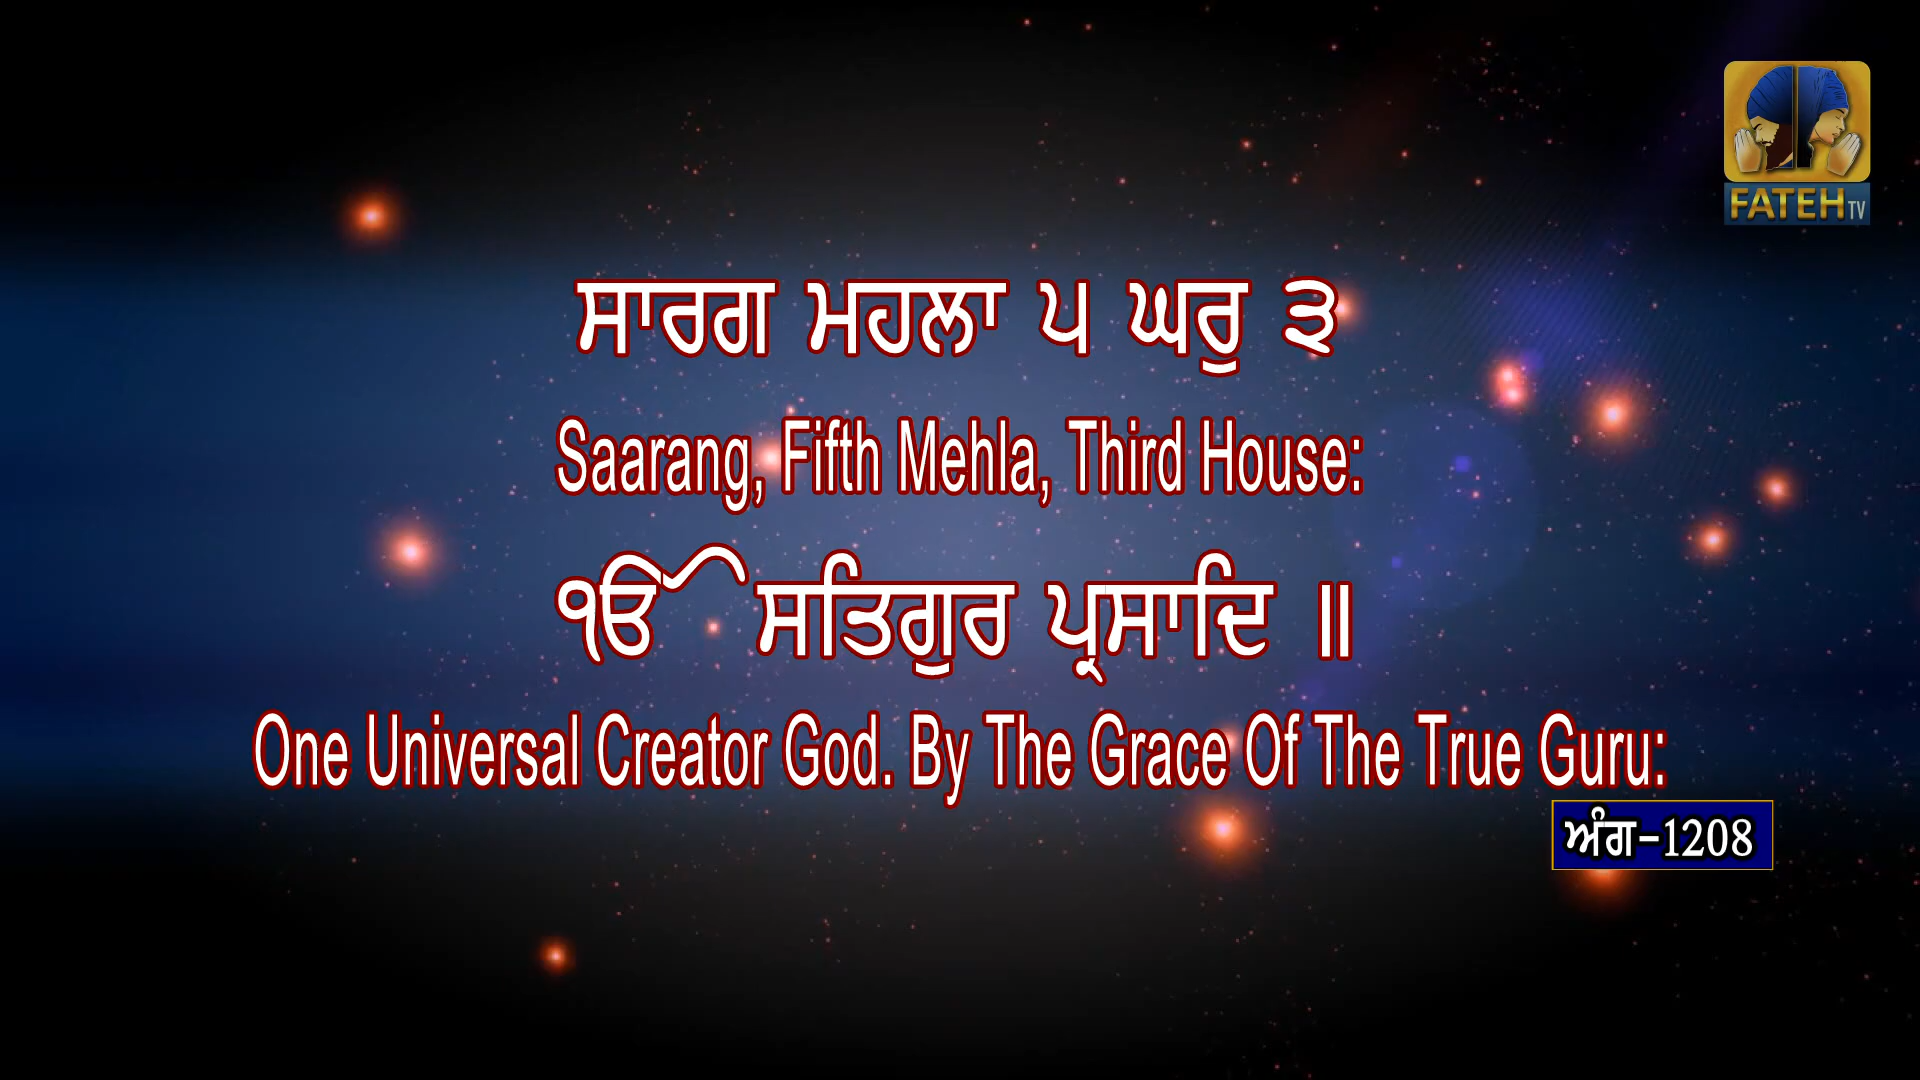 FATEH TV
ਸਾਰਗ ਮਹਲਾ ੫ ਘਰੁ ੩
Saarang, Fifth Mehla, Third House:
ੴ ਸਤਿਗੁਰ ਪ੍ਰਸਾਦਿ ॥
One Universal Creator God. By The Grace Of The True Guru:
ਅੰਗ-1208